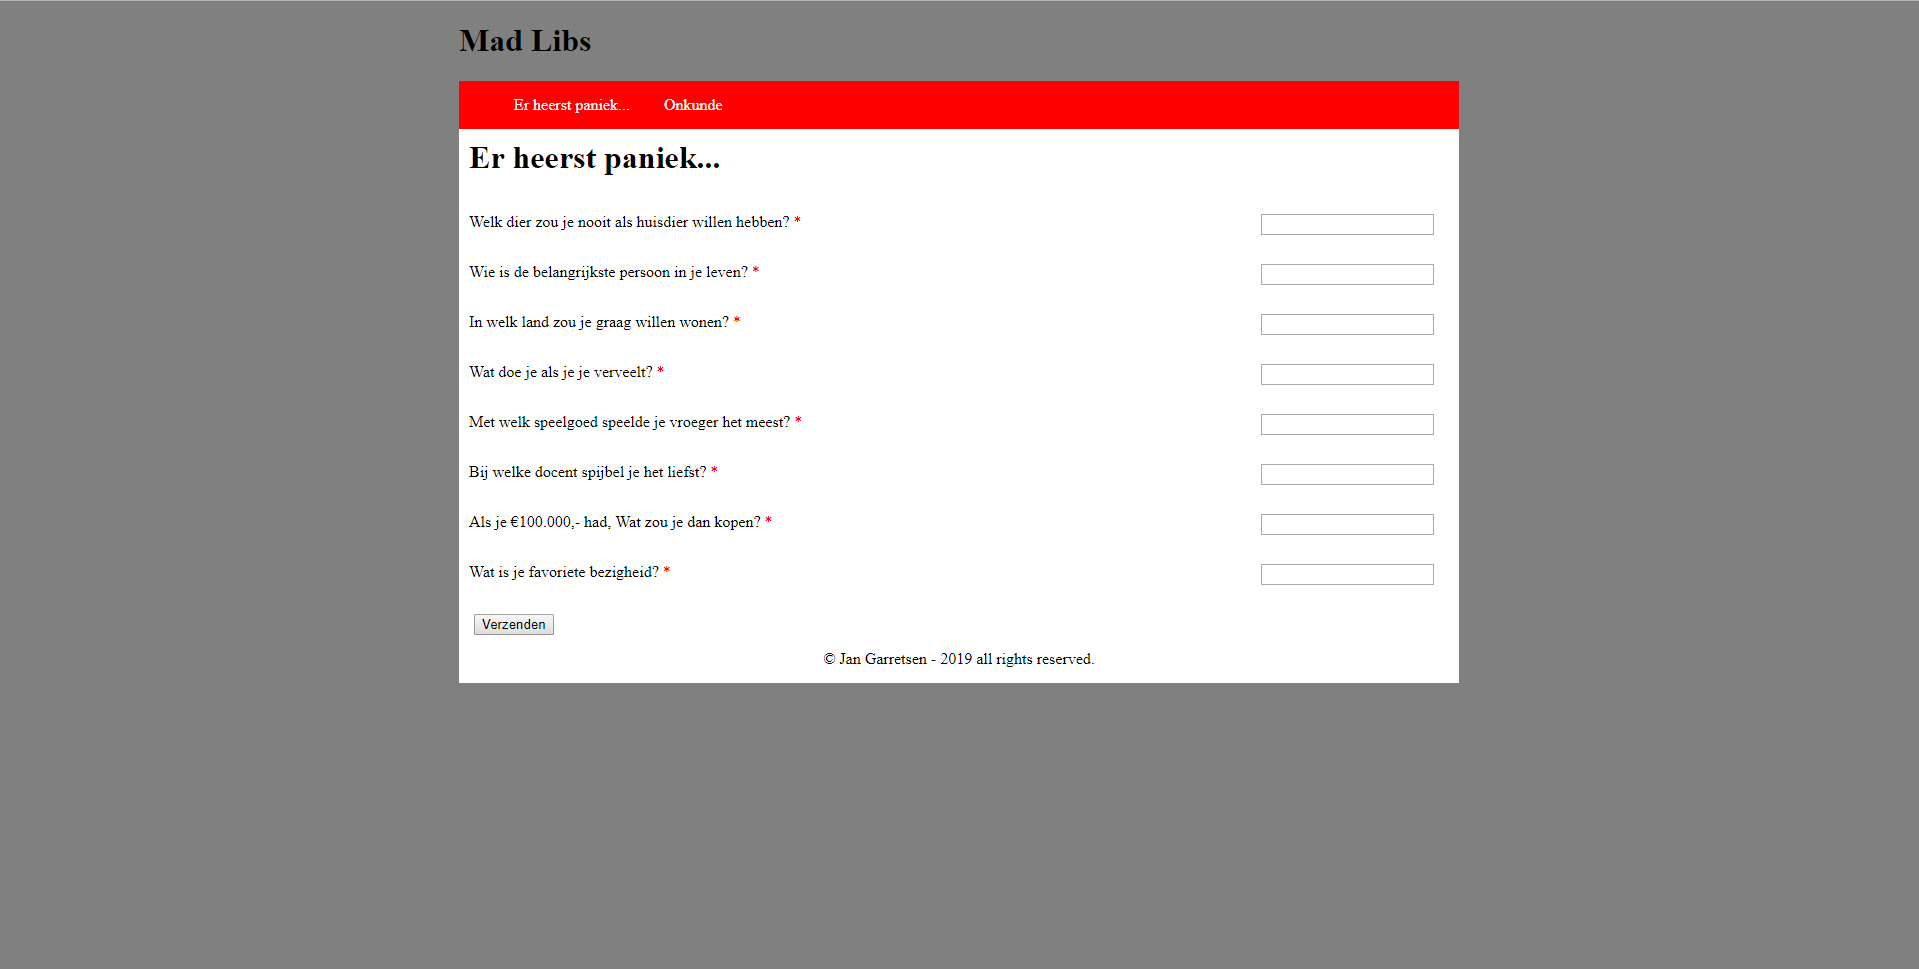 Mad Libs
Er heerst paniek... Onkunde
Er heerst paniek...
Welk dier zou je nooit als huisdier willen hebben? *
Wie is de belangrijkste persoon in je leven? *
In welk land zou je graag willen wonen? *
Wat doe je als je je verveelt? *
Met welk speelgoed speelde je vroeger het meest? *
Bij welke docent spijbel je het liefst? *
Als je €100.000,- had, Wat zou je dan kopen? *
Wat is je favoriete bezigheid? *
Verzenden
© Jan Garretsen - 2019 all rights reserved.